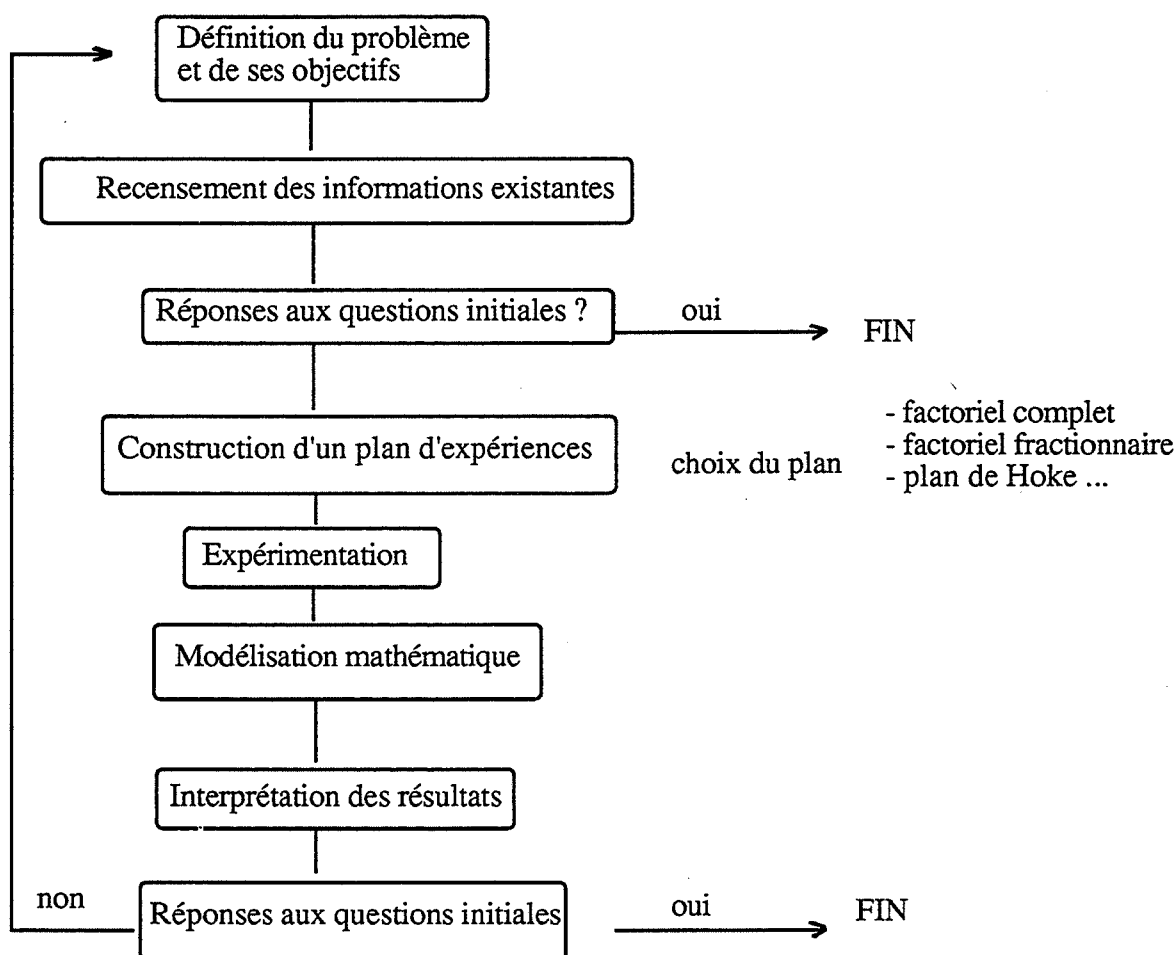 Définition du problème
et de ses objectifs
Recensement des informations existantes
Réponses aux questions initiales ?
oui
FIN
Construction d'un plan d'expériences
choix du plan
- factoriel complet
- factoriel fractionnaire
- plan de Hoke ...
Expérimentation
Modélisation mathématique
Interprétation des résultats
non
Réponses aux questions initiales
oui
FIN